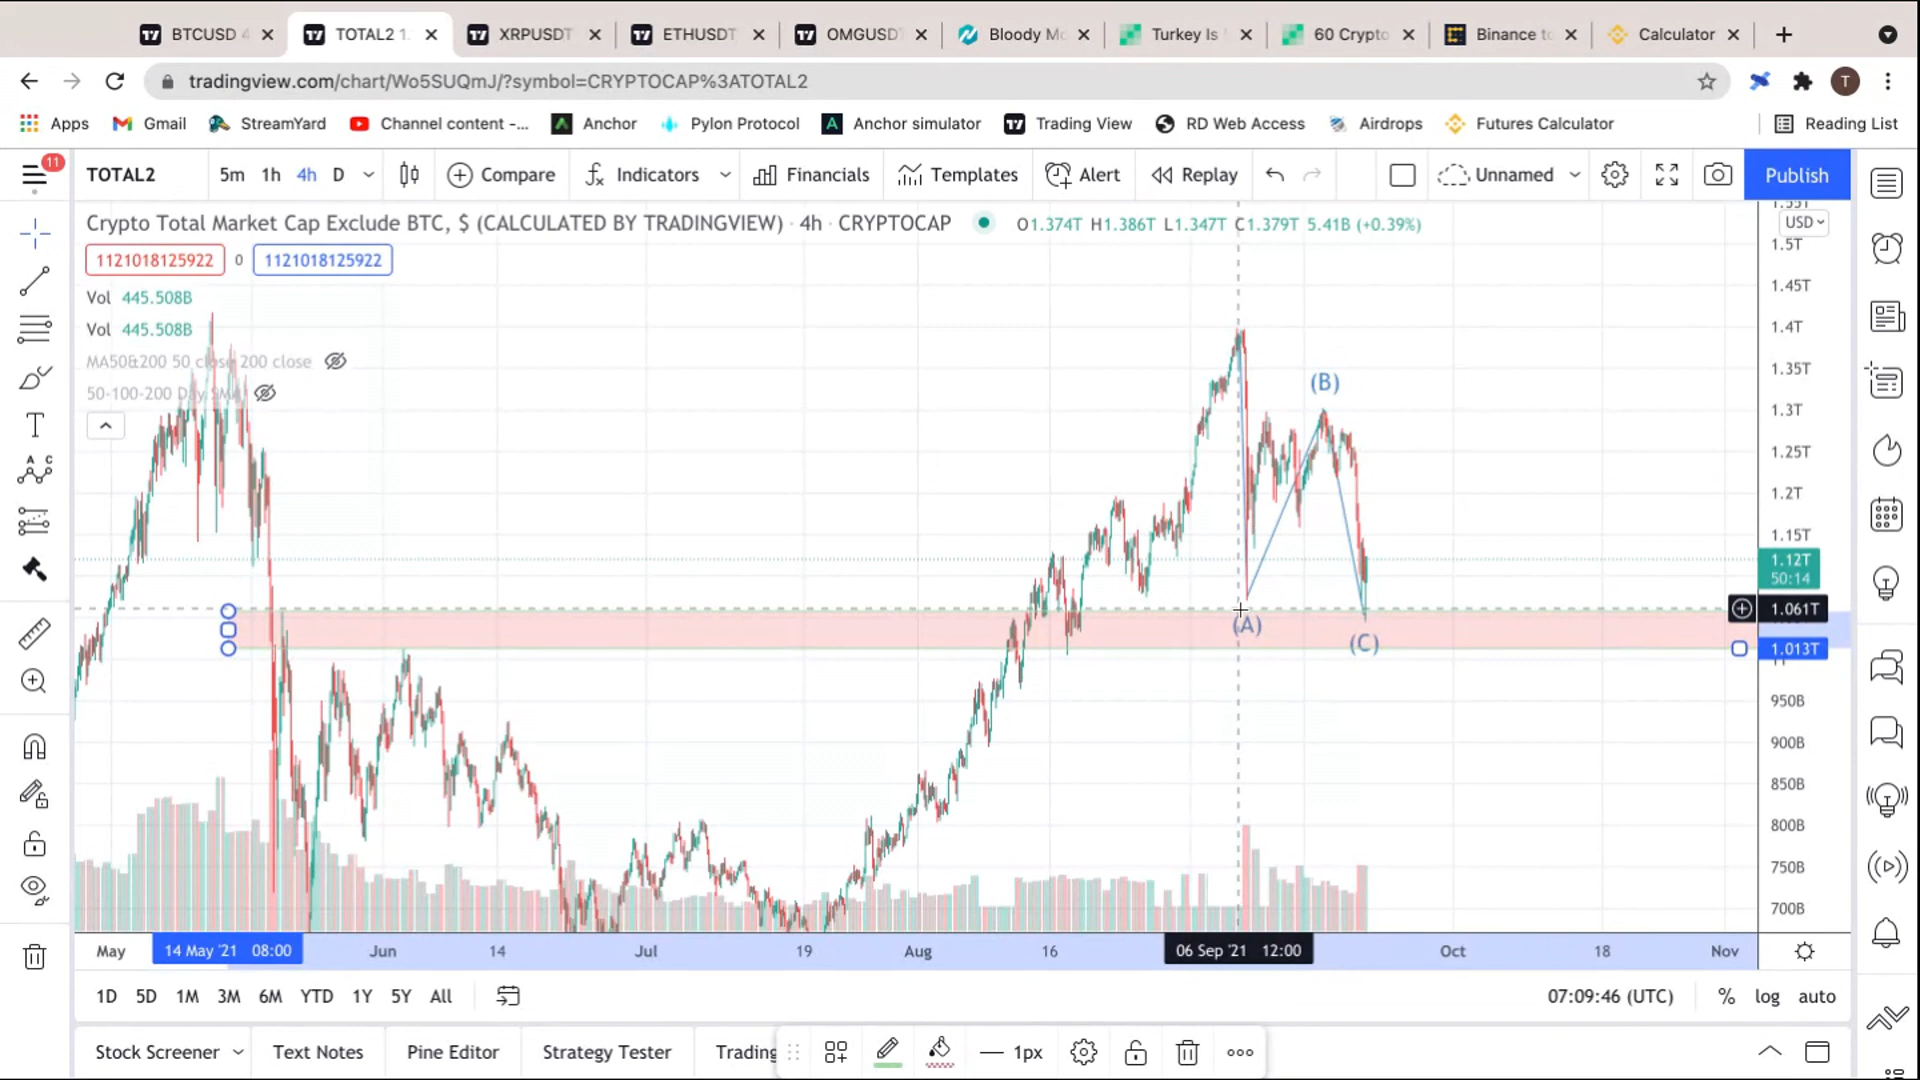 BTCUSD 4
TOTAL2 1.
XRPUSDT
ETHUSDT
OMGUSDT
Bloody Mo
Turkey Is
60 Crypto
Binance to
Calculator
tradingview.com/chart/Wo5SUQmJ/?symbol=CRYPTOCAP%3ATOTAL2
T
Apps
Gmail
StreamYard
Channel content -...
Anchor
Pylon Protocol
Anchor simulator
Trading View
RD Web Access
Airdrops
Futures Calculator
Reading List
11
TOTAL2
5m
1h
4h
D
Compare
Indicators
Financials
Templates
Alert
Replay
Unnamed
Publish
Crypto Total Market Cap Exclude BTC, $ (CALCULATED BY TRADINGVIEW) · 4h · CRYPTOCAP
O1.374T H1.386T L1.347T C1.379T 5.41B (+0.39%)
USD
1121018125922
0
1121018125922
Vol 445.508B
Vol 445.508B
MA50&200 50 close 200 close
50-100-200 Day SMA
1.55T
1.5T
1.45T
1.4T
1.35T
1.3T
1.25T
1.2T
1.15T
1.12T
50:14
1.061T
1.013T
950B
900B
850B
800B
750B
700B
(B)
(A)
(C)
May
14 May '21 08:00
Jun
14
Jul
19
Aug
16
06 Sep '21 12:00
Oct
18
Nov
1D
5D
1M
3M
6M
YTD
1Y
5Y
All
07:09:46 (UTC)
%
log
auto
Stock Screener
Text Notes
Pine Editor
Strategy Tester
Trading
1px